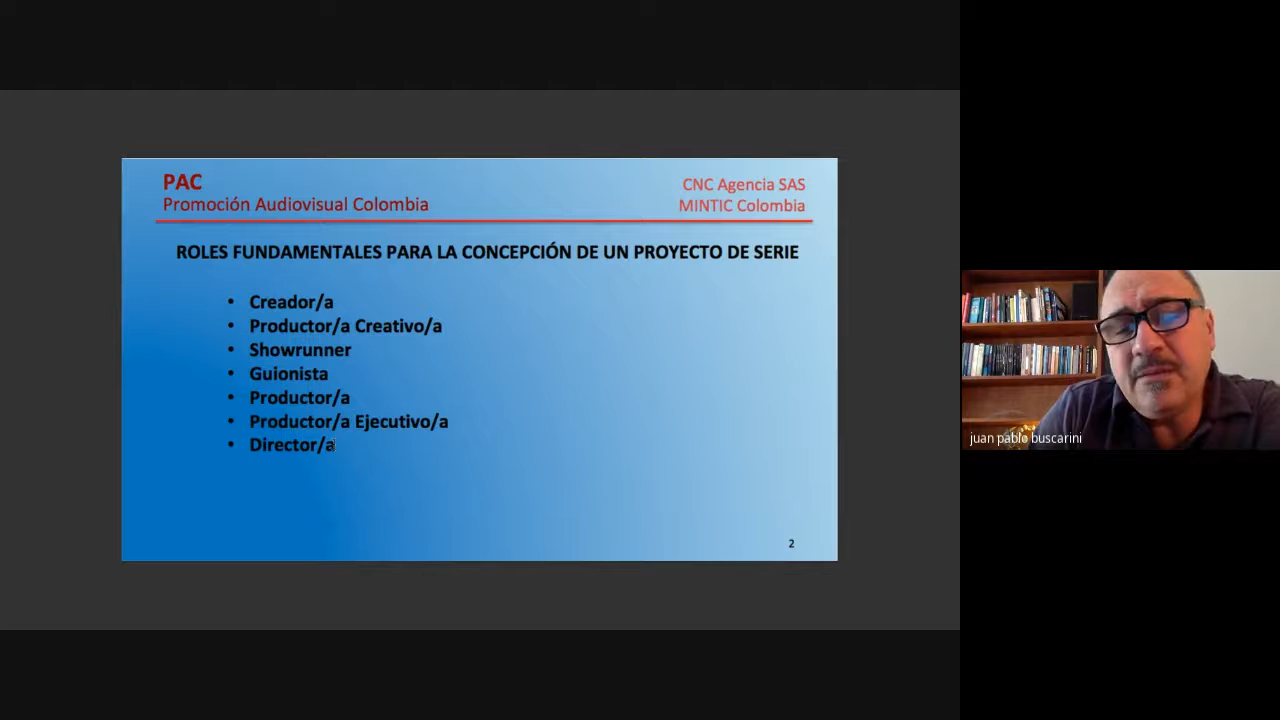 PAC
Promoción Audiovisual Colombia
CNC Agencia SAS
MINTIC Colombia
ROLES FUNDAMENTALES PARA LA CONCEPCIÓN DE UN PROYECTO DE SERIE
• Creador/a
• Productor/a Creativo/a
• Showrunner
• Guionista
• Productor/a
• Productor/a Ejecutivo/a
• Director/a
2
juan pablo buscarini